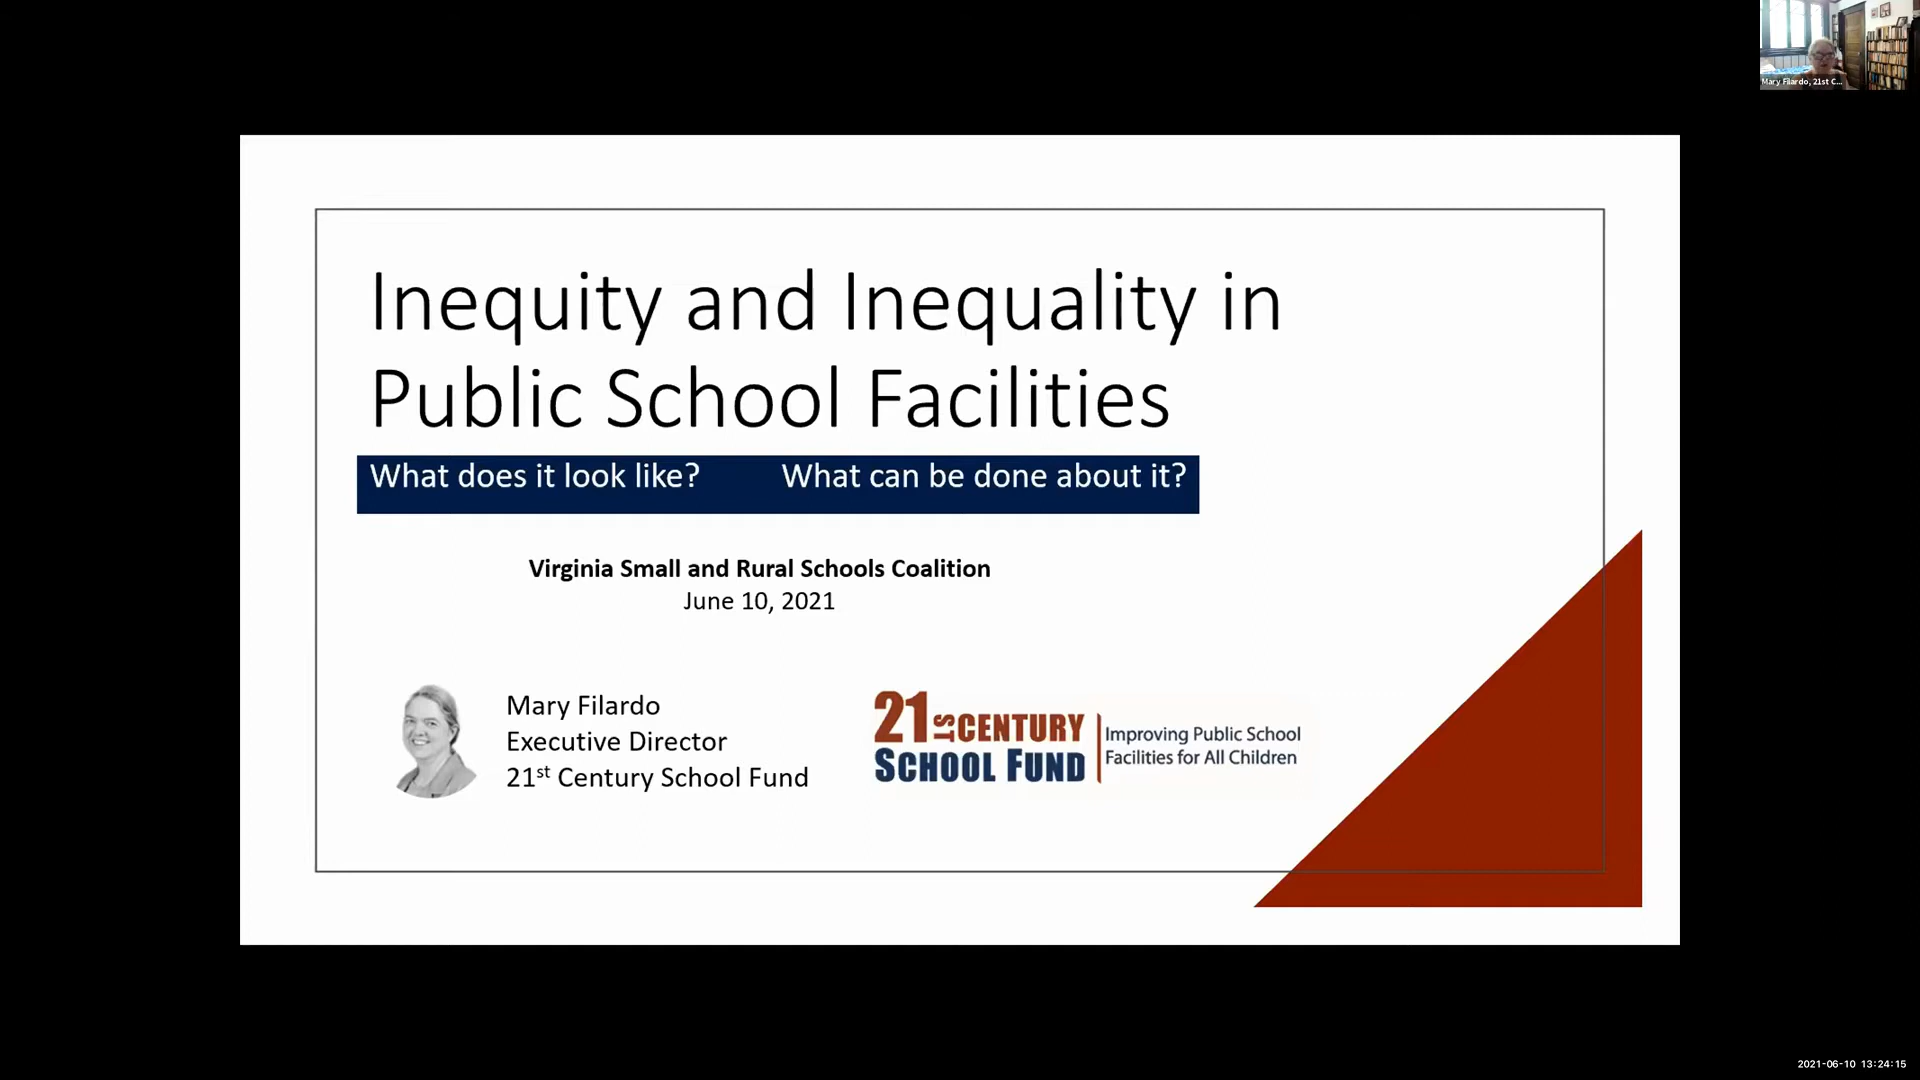 Mary Filardo, 21st C...
Inequity and Inequality in
Public School Facilities
What does it look like? What can be done about it?
Virginia Small and Rural Schools Coalition
June 10, 2021
Mary Filardo
Executive Director
21st Century School Fund
21ST CENTURY
SCHOOL FUND
Improving Public School
Facilities for All Children
2021-06-10 13:24:15